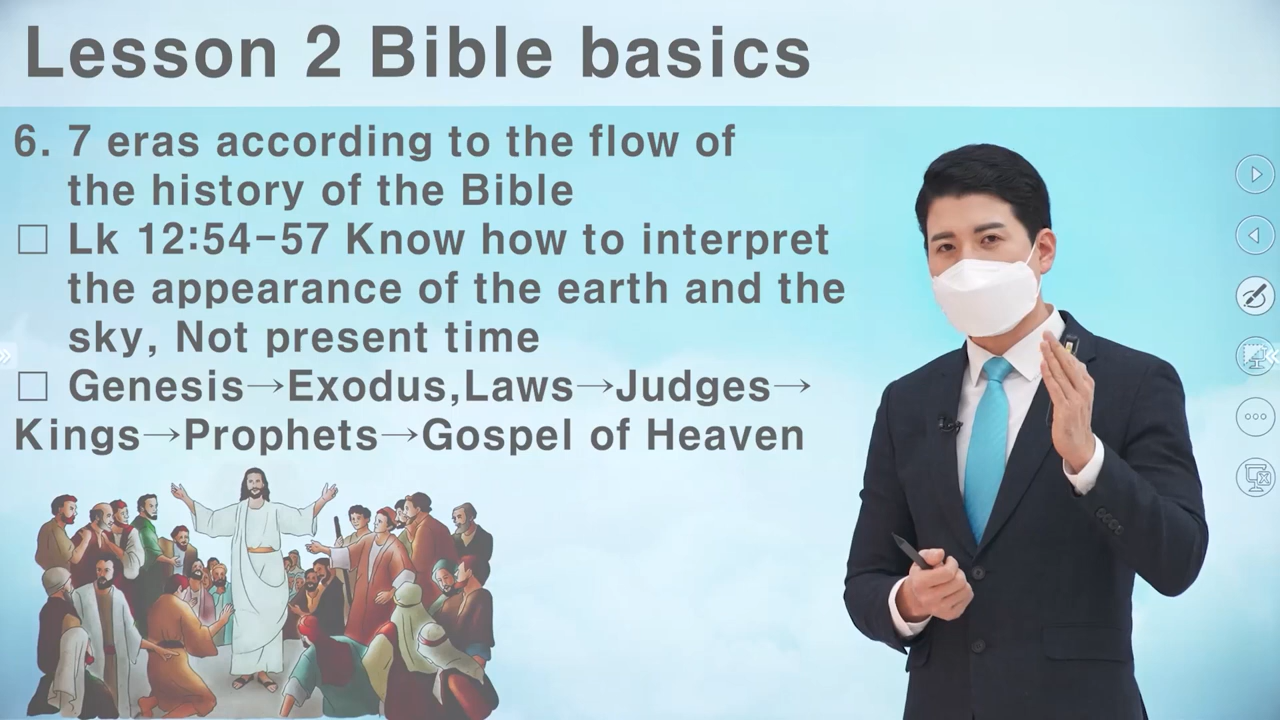 Lesson 2 Bible basics
6. 7 eras according to the flow of
the history of the Bible
□ Lk 12:54-57 Know how to interpret
the appearance of the earth and the
sky, Not present time
□ Genesis→Exodus,Laws→Judges→
Kings→Prophets→Gospel of Heaven